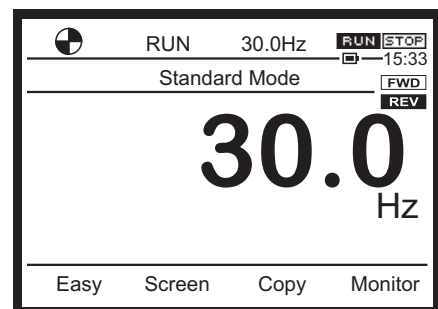 RUN 30.0Hz RUN STOP
15:33
Standard Mode FWD
REV
30.0
Hz
Easy Screen Copy Monitor